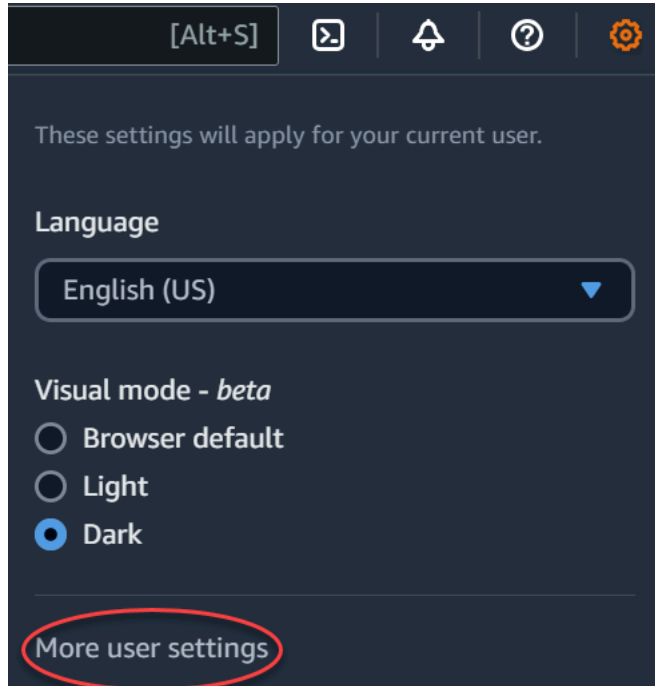 [Alt+S]
These settings will apply for your current user.
Language
English (US)
Visual mode - beta
Browser default
Light
Dark
More user settings